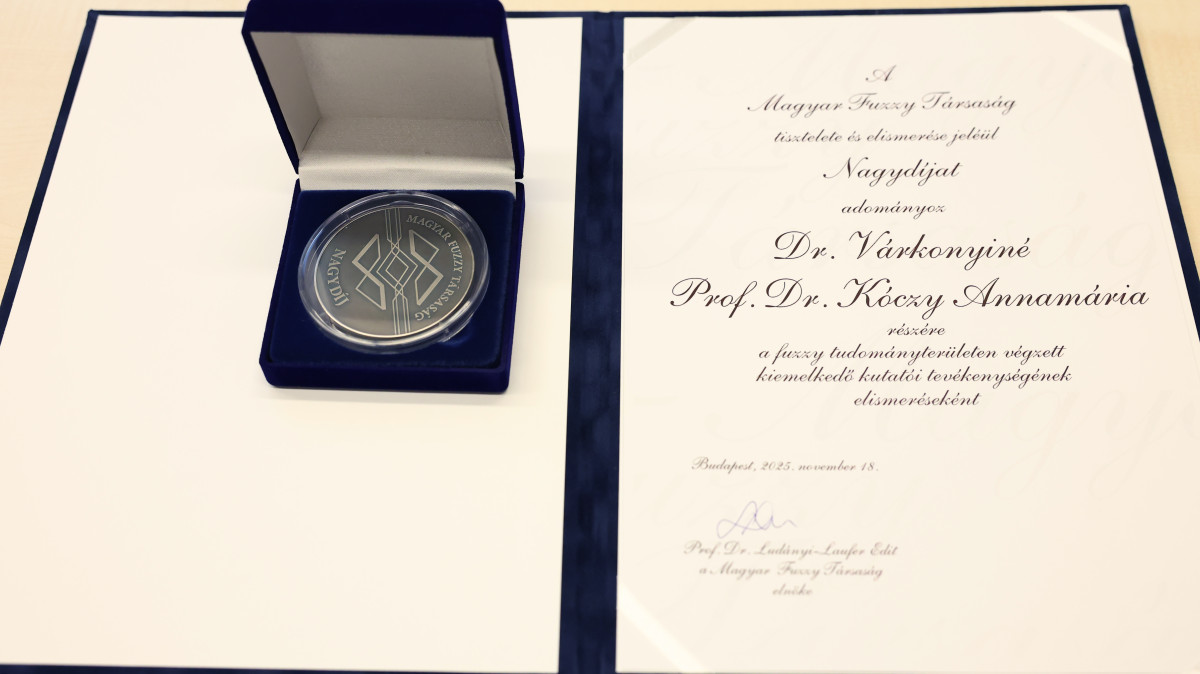 MAGYAR FUZZY TÁRSASÁG
NAGYDÍJ
A
Magyar Fuzzy Társaság
tisztelete és elismerése jeléül
Nagydíjat
adományoz
Dr. Várkonyiné
Prof. Dr. Kóczy Annamária
részére
a fuzzy tudományterületen végzett
kiemelkedő kutatói tevékenységének
elismeréseként
Budapest, 2025. november 18.
Prof. Dr. Ludányi-Laufer Edit
a Magyar Fuzzy Társaság
elnöke